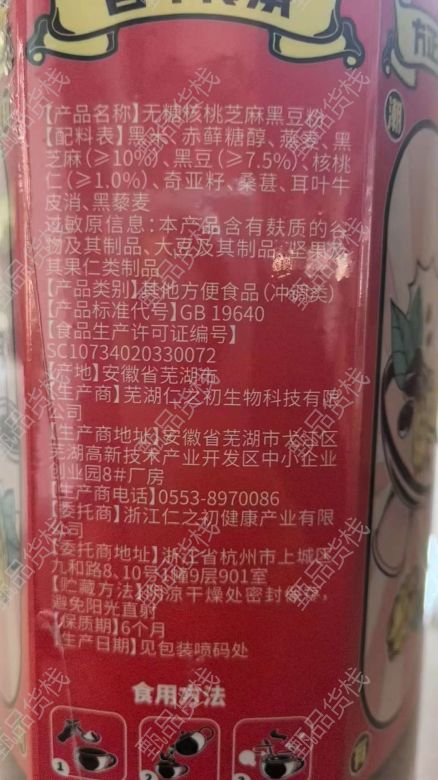 【产品名称】无糖核桃芝麻黑豆粉
【配料表】黑米、赤藓糖醇、燕麦、黑
芝麻(≥10%)、黑豆(≥7.5%)、核桃
仁(≥1.0%)、奇亚籽、桑葚、耳叶牛
皮消、黑藜麦
过敏原信息:本产品含有麸质的谷
物及其制品、大豆及其制品、坚果及
其果仁类制品
【产品类别】其他方便食品(冲调类)
【产品标准代号】GB 19640
【食品生产许可证编号】
SC10734020330072
【产地】安徽省芜湖市
【生产商】芜湖仁之初生物科技有限
公司
【生产商地址】安徽省芜湖市弋江区
芜湖高新技术产业开发区中小企业
创业园8#厂房
【生产商电话】0553-8970086
【委托商】浙江仁之初健康产业有限
公司
【委托商地址】浙江省杭州市上城区
九和路8、10号1幢9层901室
【贮藏方法】阴凉干燥处密封保存,
避免阳光直射
【保质期】6个月
【生产日期】见包装喷码处
食用方法
1
2
3
甄品货栈